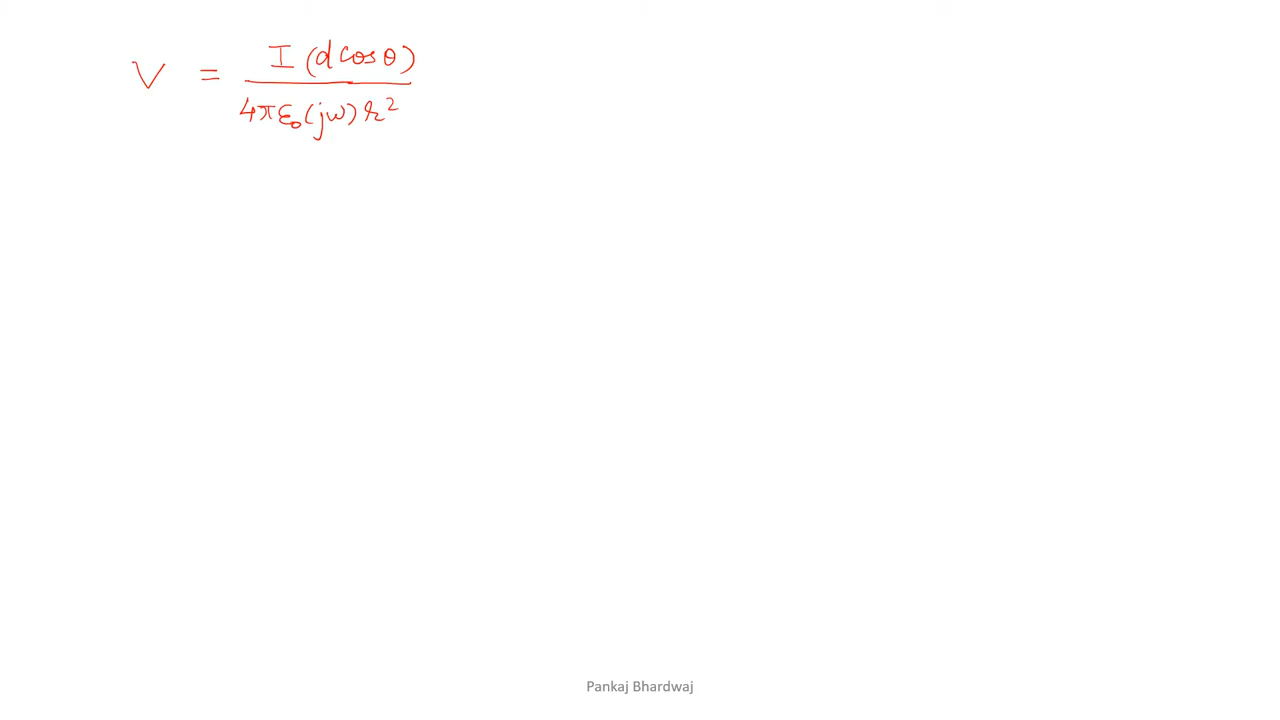 V = I (d cos θ) / 4πε₀(jω) r²
Pankaj Bhardwaj